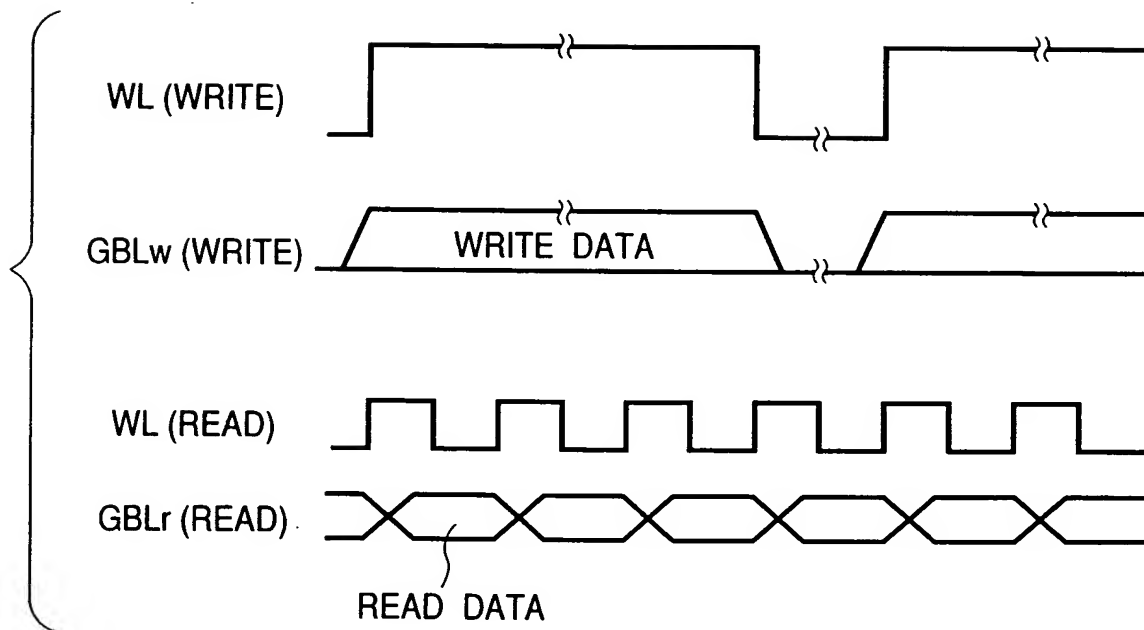 WL (WRITE)
GBLw (WRITE)
WRITE DATA
WL (READ)
GBLr (READ)
READ DATA